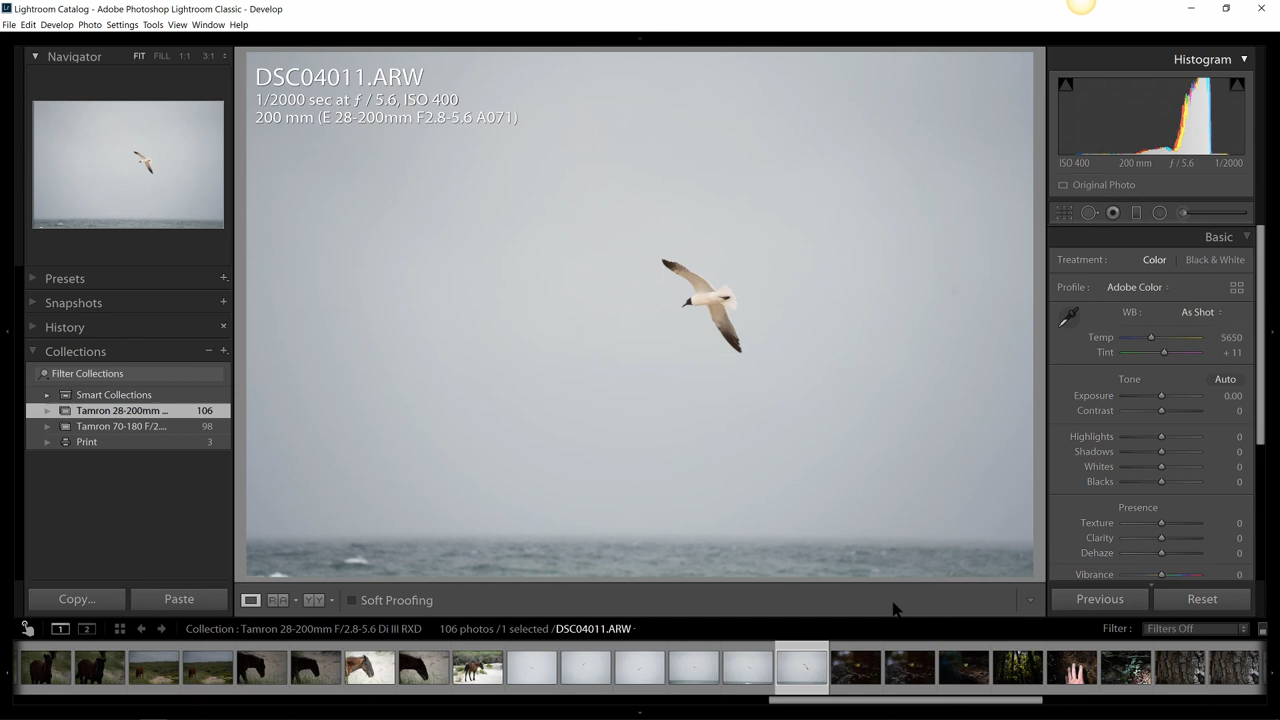 Lightroom Catalog - Adobe Photoshop Lightroom Classic - Develop
File Edit Develop Photo Settings Tools View Window Help
Navigator FIT FILL 1:1 3:1
Presets
Snapshots
History
Collections
Filter Collections
Smart Collections
Tamron 28-200mm ... 106
Tamron 70-180 F/2.... 98
Print 3
Copy... Paste
DSC04011.ARW
1/2000 sec at ƒ / 5.6, ISO 400
200 mm (E 28-200mm F2.8-5.6 A071)
Soft Proofing
Histogram
ISO 400 200 mm ƒ / 5.6 1/2000
Original Photo
Basic
Treatment : Color Black & White
Profile : Adobe Color
WB : As Shot
Temp 5650
Tint + 11
Tone Auto
Exposure 0.00
Contrast 0
Highlights 0
Shadows 0
Whites 0
Blacks 0
Presence
Texture 0
Clarity 0
Dehaze 0
Vibrance 0
Previous Reset
1 2 Collection : Tamron 28-200mm F/2.8-5.6 Di III RXD 106 photos / 1 selected / DSC04011.ARW Filter : Filters Off